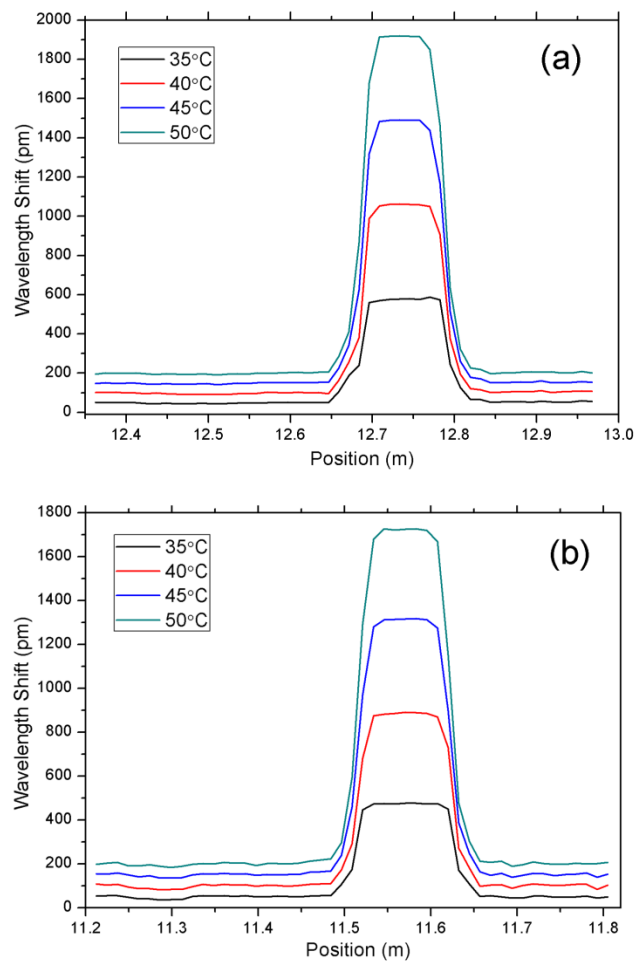 (a)
35°C
40°C
45°C
50°C
Wavelength Shift (pm)
2000
1800
1600
1400
1200
1000
800
600
400
200
0
12.4 12.5 12.6 12.7 12.8 12.9 13.0
Position (m)
(b)
35°C
40°C
45°C
50°C
Wavelength Shift (pm)
1800
1600
1400
1200
1000
800
600
400
200
0
11.2 11.3 11.4 11.5 11.6 11.7 11.8
Position (m)